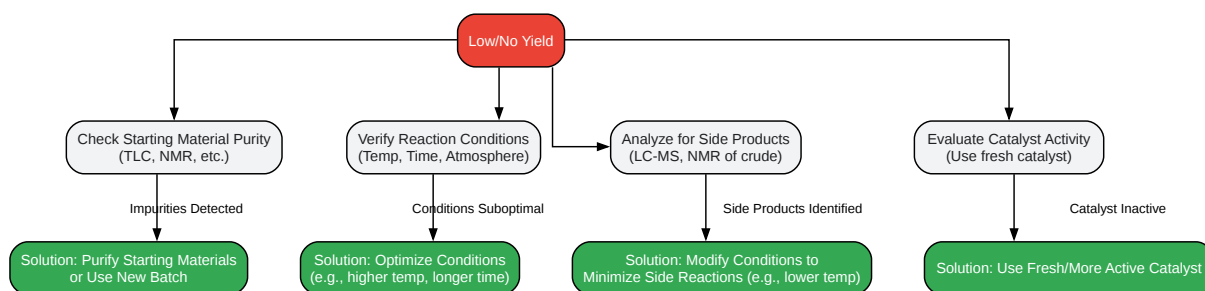 Low/No Yield
Check Starting Material Purity
(TLC, NMR, etc.)
Verify Reaction Conditions
(Temp, Time, Atmosphere)
Analyze for Side Products
(LC-MS, NMR of crude)
Evaluate Catalyst Activity
(Use fresh catalyst)
Impurities Detected
Conditions Suboptimal
Side Products Identified
Catalyst Inactive
Solution: Purify Starting Materials
or Use New Batch
Solution: Optimize Conditions
(e.g., higher temp, longer time)
Solution: Modify Conditions to
Minimize Side Reactions (e.g., lower temp)
Solution: Use Fresh/More Active Catalyst